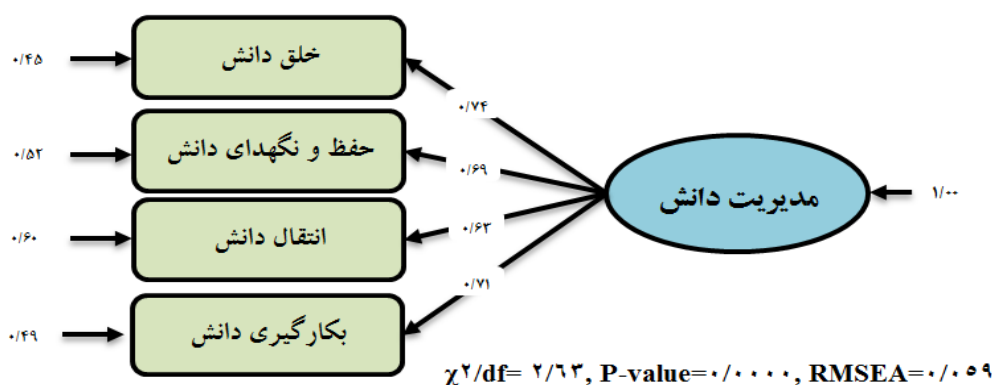 خلق دانش
۰/۴۵
۰/۷۴
حفظ و نگهدای دانش
۰/۵۲
۰/۶۹
مدیریت دانش
۱/۰۰
انتقال دانش
۰/۶۰
۰/۶۳
بکارگیری دانش
۰/۴۹
۰/۷۱
χ۲/df= ۲/۶۳, P-value=۰/۰۰۰۰, RMSEA=۰/۰۵۹